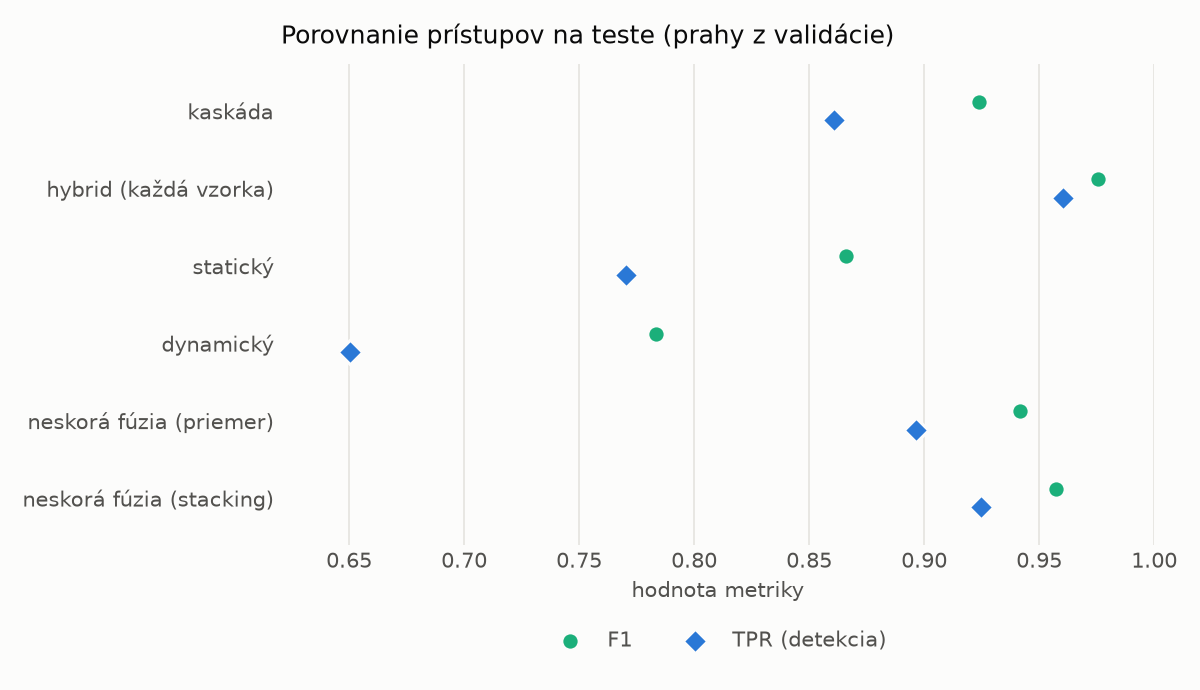 Porovnanie prístupov na teste (prahy z validácie)
kaskáda
hybrid (každá vzorka)
statický
dynamický
neskorá fúzia (priemer)
neskorá fúzia (stacking)
0.65 0.70 0.75 0.80 0.85 0.90 0.95 1.00
hodnota metriky
F1 TPR (detekcia)